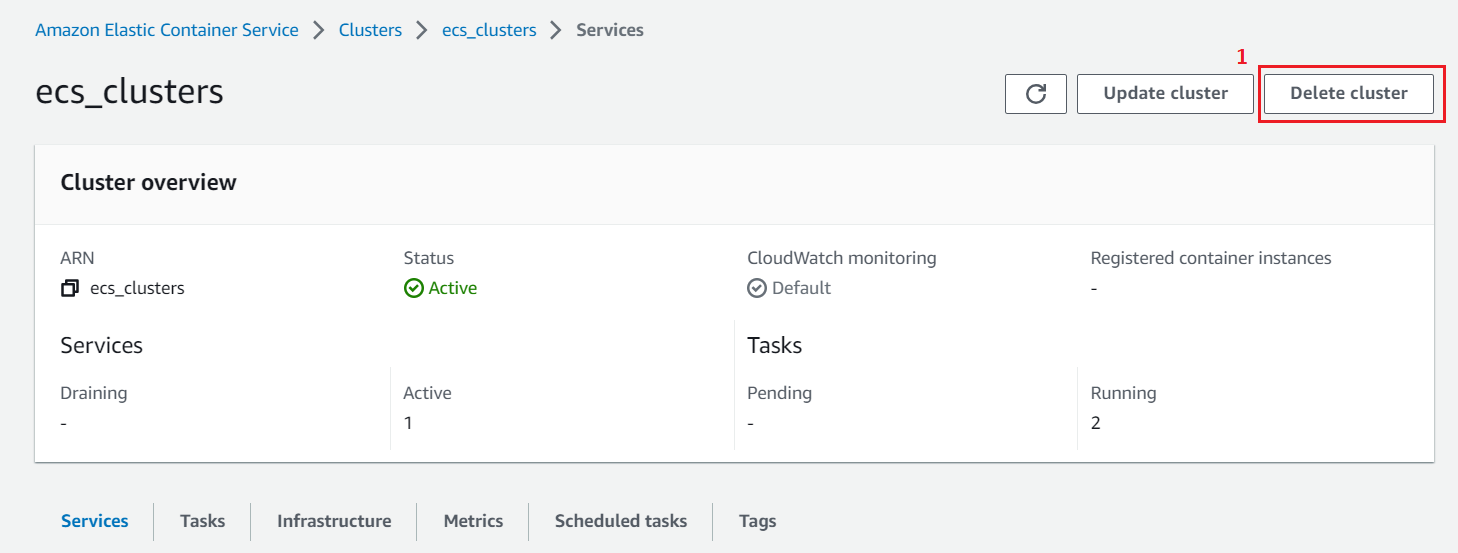 Amazon Elastic Container Service > Clusters > ecs_clusters > Services
1
ecs_clusters Update cluster Delete cluster
Cluster overview
ARN Status CloudWatch monitoring Registered container instances
ecs_clusters Active Default -
Services Tasks
Draining Active Pending Running
- 1 - 2
Services Tasks Infrastructure Metrics Scheduled tasks Tags